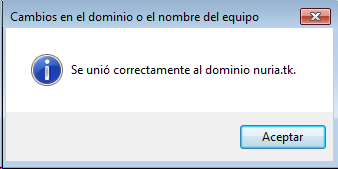 Cambios en el dominio o el nombre del equipo
Se unió correctamente al dominio nuria.tk.
Aceptar